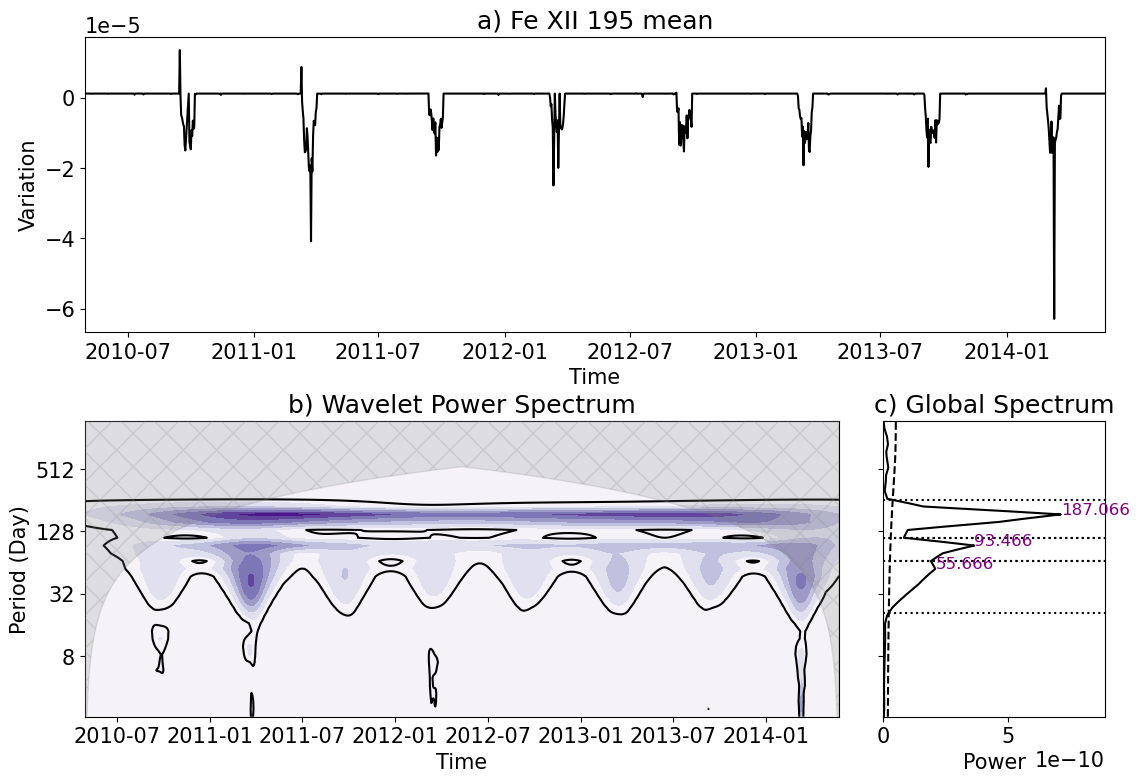 a) Fe XII 195 mean
1e−5
0
−2
−4
−6
Variation
2010-07 2011-01 2011-07 2012-01 2012-07 2013-01 2013-07 2014-01
Time
b) Wavelet Power Spectrum
512
128
32
8
Period (Day)
2010-07 2011-01 2011-07 2012-01 2012-07 2013-01 2013-07 2014-01
Time
c) Global Spectrum
187.066
93.466
55.666
0 5
Power 1e−10